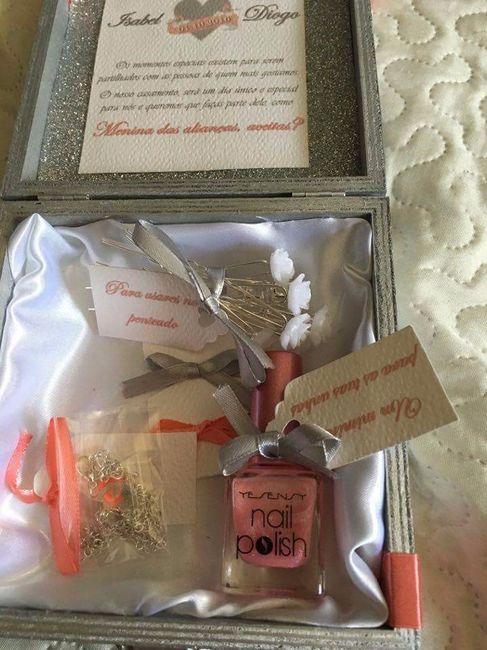 Isabel Diogo
Os momentos especiais existem para serem
partilhados com as pessoas de quem mais gostamos.
O nosso casamento, será um dia único e especial
para nós e queremos que faças parte dele, como
Menina das alianças, aceitas?
Para usares no
penteado
Um mimo
para as tuas unhas
YESENSY
nail
polish